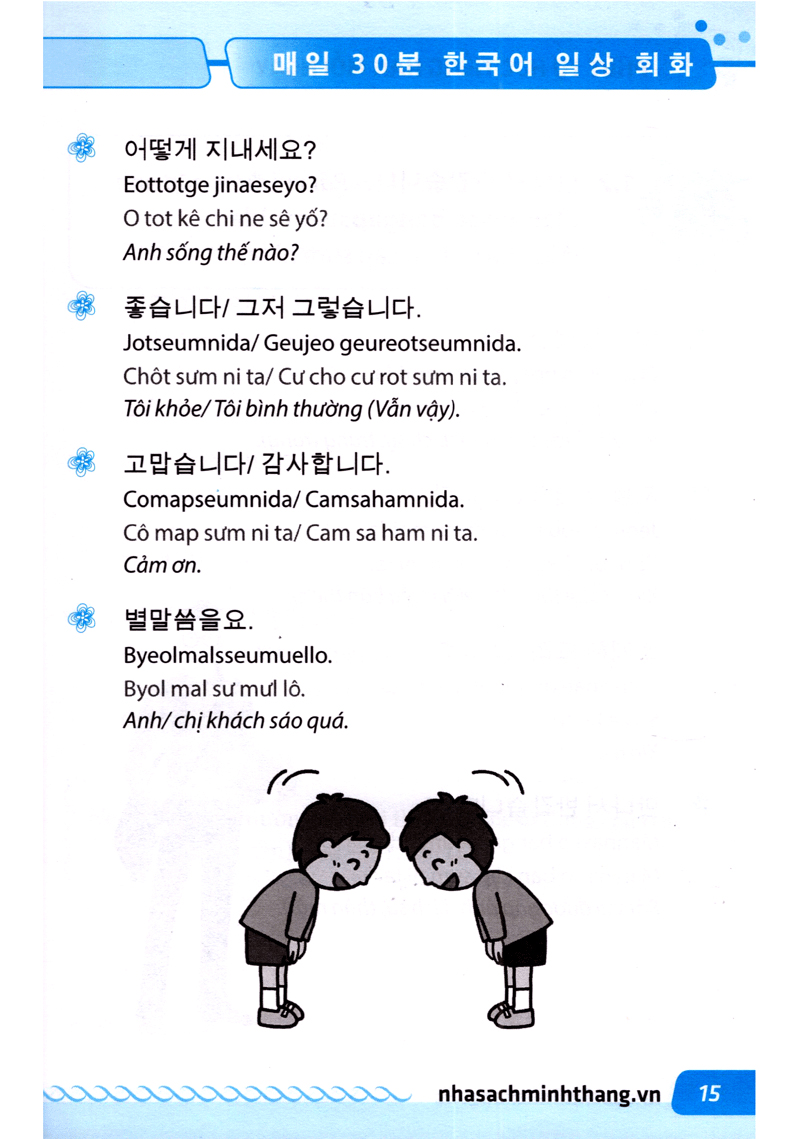 매일 30분 한국어 일상 회화
어떻게 지내세요?
Eottotge jinaeseyo?
O tot kê chi ne sê yố?
Anh sống thế nào?
좋습니다/ 그저 그렇습니다.
Jotseumnida/ Geujeo geureotseumnida.
Chôt sưm ni ta/ Cư cho cư rot sưm ni ta.
Tôi khỏe/ Tôi bình thường (Vẫn vậy).
고맙습니다/ 감사합니다.
Comapseumnida/ Camsahamnida.
Cô map sưm ni ta/ Cam sa ham ni ta.
Cảm ơn.
별말씀을요.
Byeolmalsseumuello.
Byol mal sư mưl lô.
Anh/ chị khách sáo quá.
nhasachminhthang.vn 15